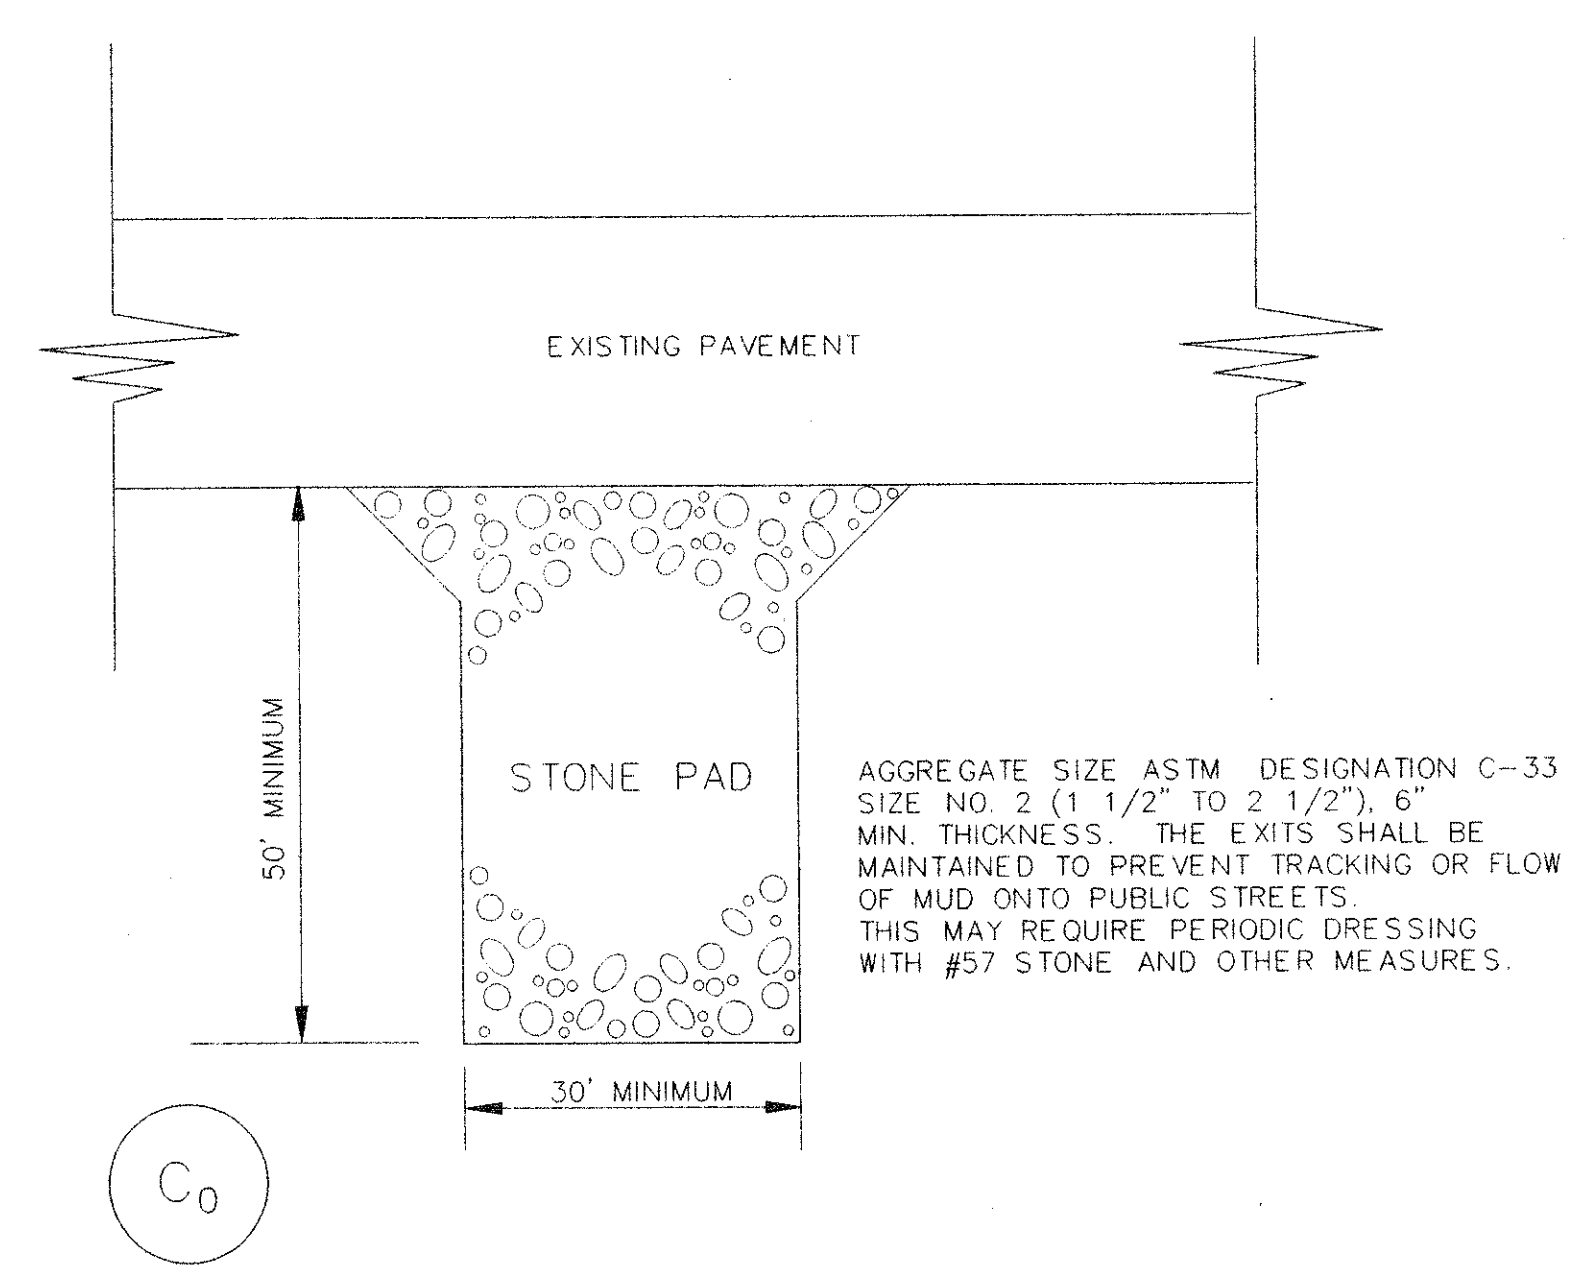 EXISTING PAVEMENT
50' MINIMUM
STONE PAD
AGGREGATE SIZE ASTM DESIGNATION C-33
SIZE NO. 2 (1 1/2" TO 2 1/2"), 6"
MIN. THICKNESS. THE EXITS SHALL BE
MAINTAINED TO PREVENT TRACKING OR FLOW
OF MUD ONTO PUBLIC STREETS.
THIS MAY REQUIRE PERIODIC DRESSING
WITH #57 STONE AND OTHER MEASURES.
30' MINIMUM
C0